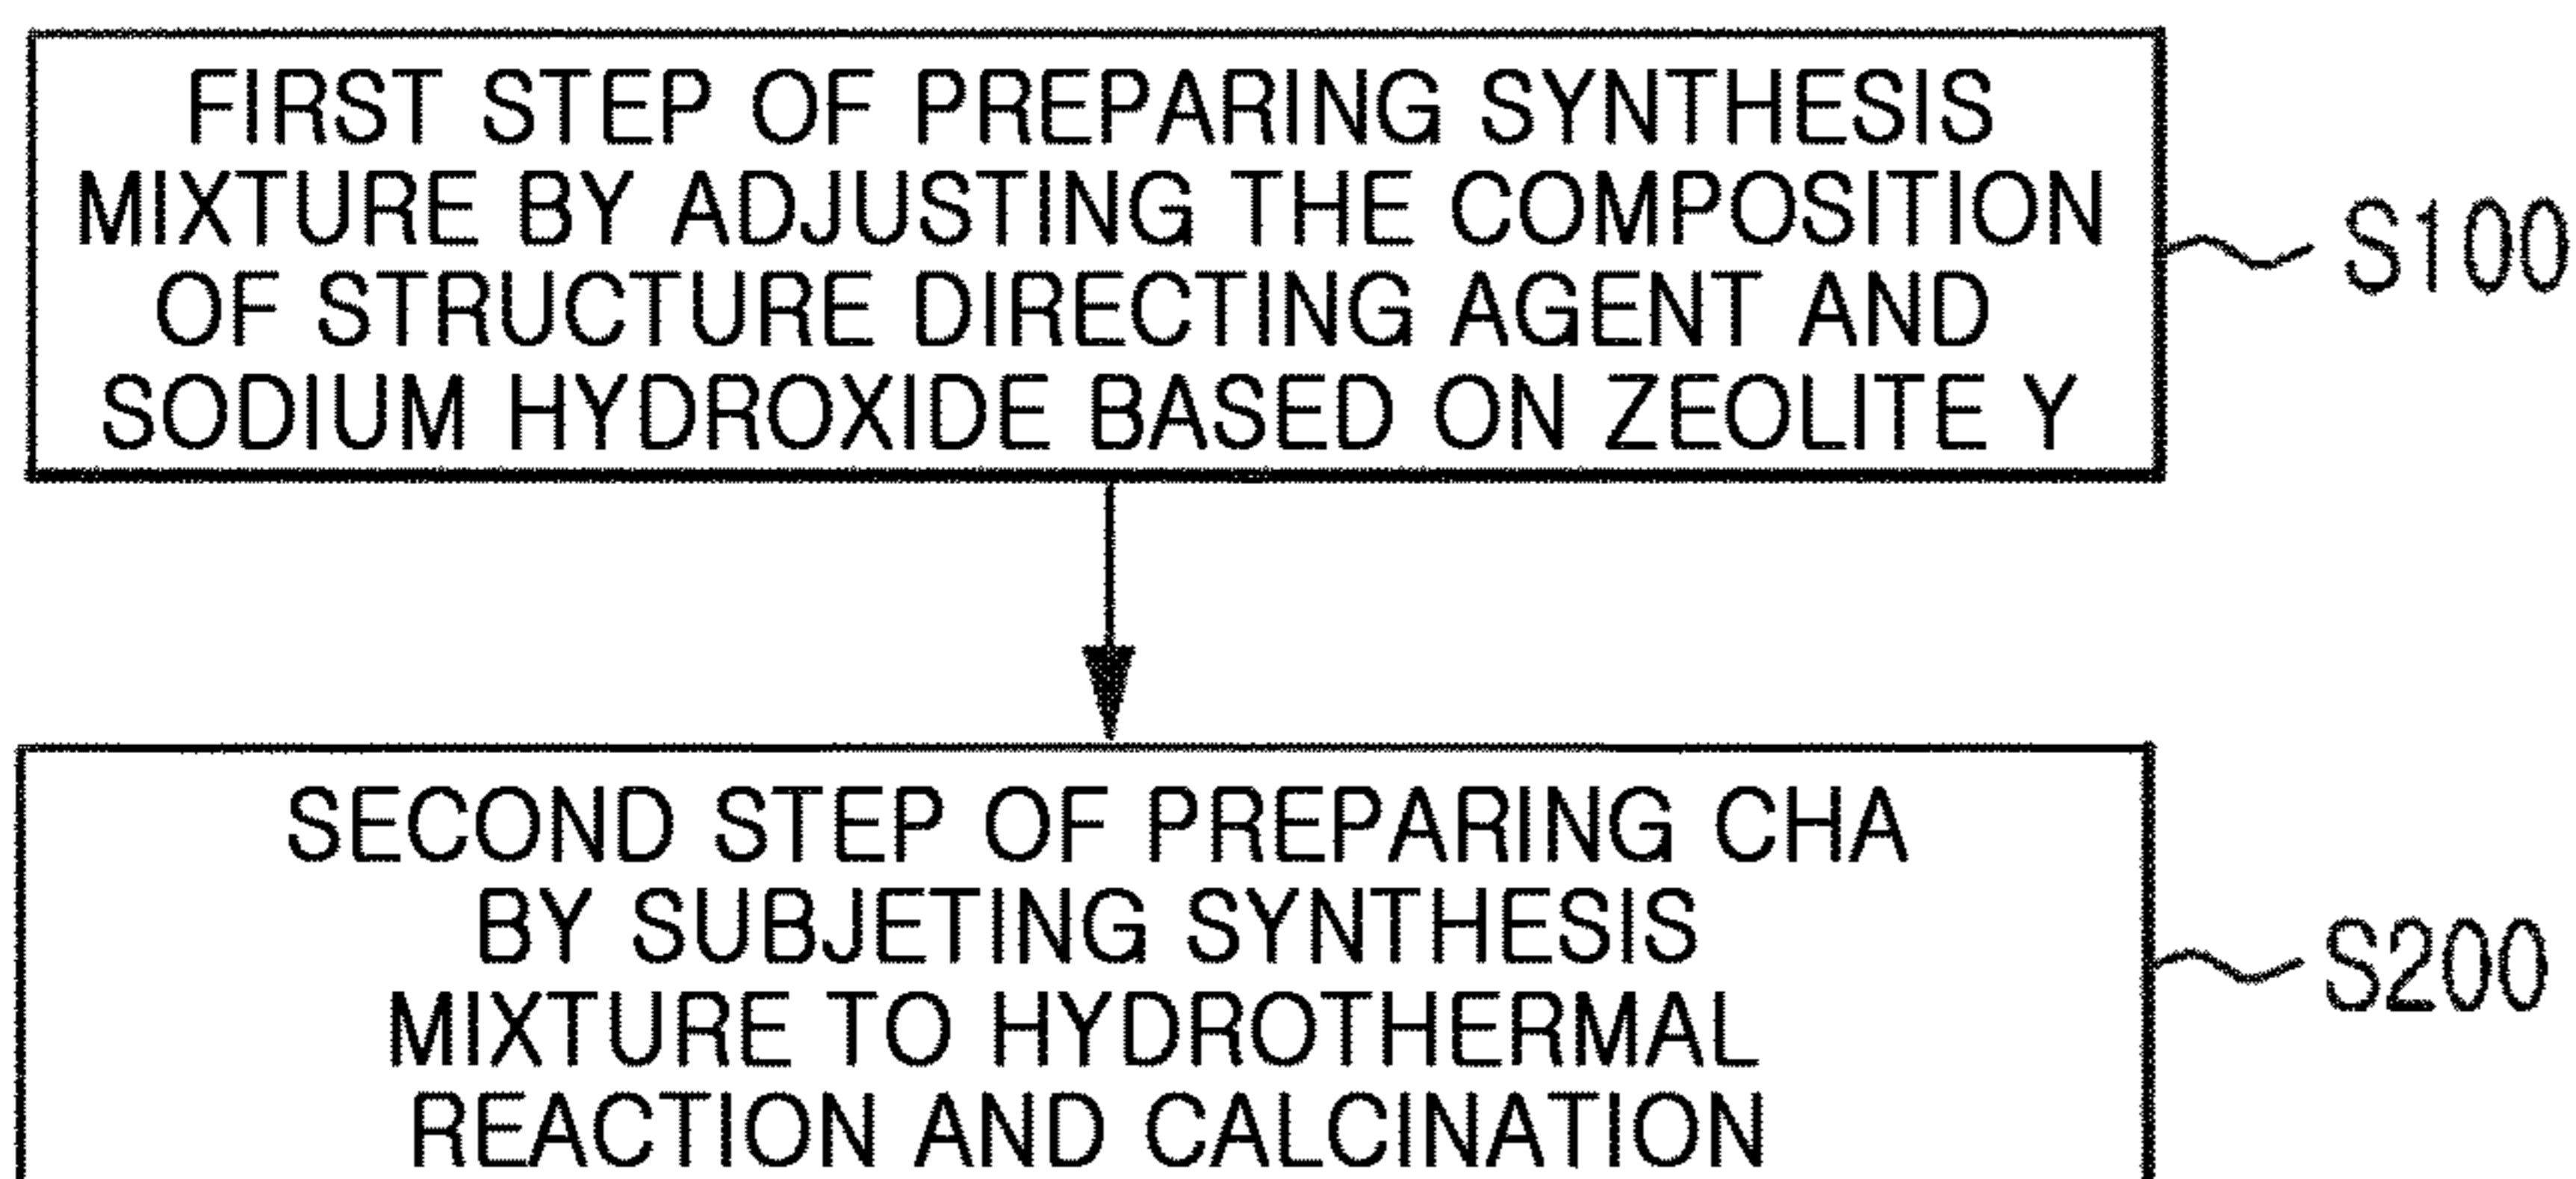 FIRST STEP OF PREPARING SYNTHESIS
MIXTURE BY ADJUSTING THE COMPOSITION
OF STRUCTURE DIRECTING AGENT AND
SODIUM HYDROXIDE BASED ON ZEOLITE Y
S100
SECOND STEP OF PREPARING CHA
BY SUBJETING SYNTHESIS
MIXTURE TO HYDROTHERMAL
REACTION AND CALCINATION
S200